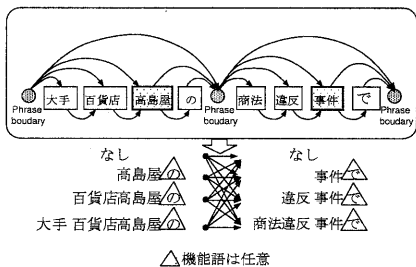 大手 百貨店 高島屋 の 商法 違反 事件 で
Phrase boudary Phrase boudary Phrase boudary
なし なし
高島屋の 事件で
百貨店高島屋の 違反 事件で
大手 百貨店高島屋の 商法違反 事件で
機能語は任意